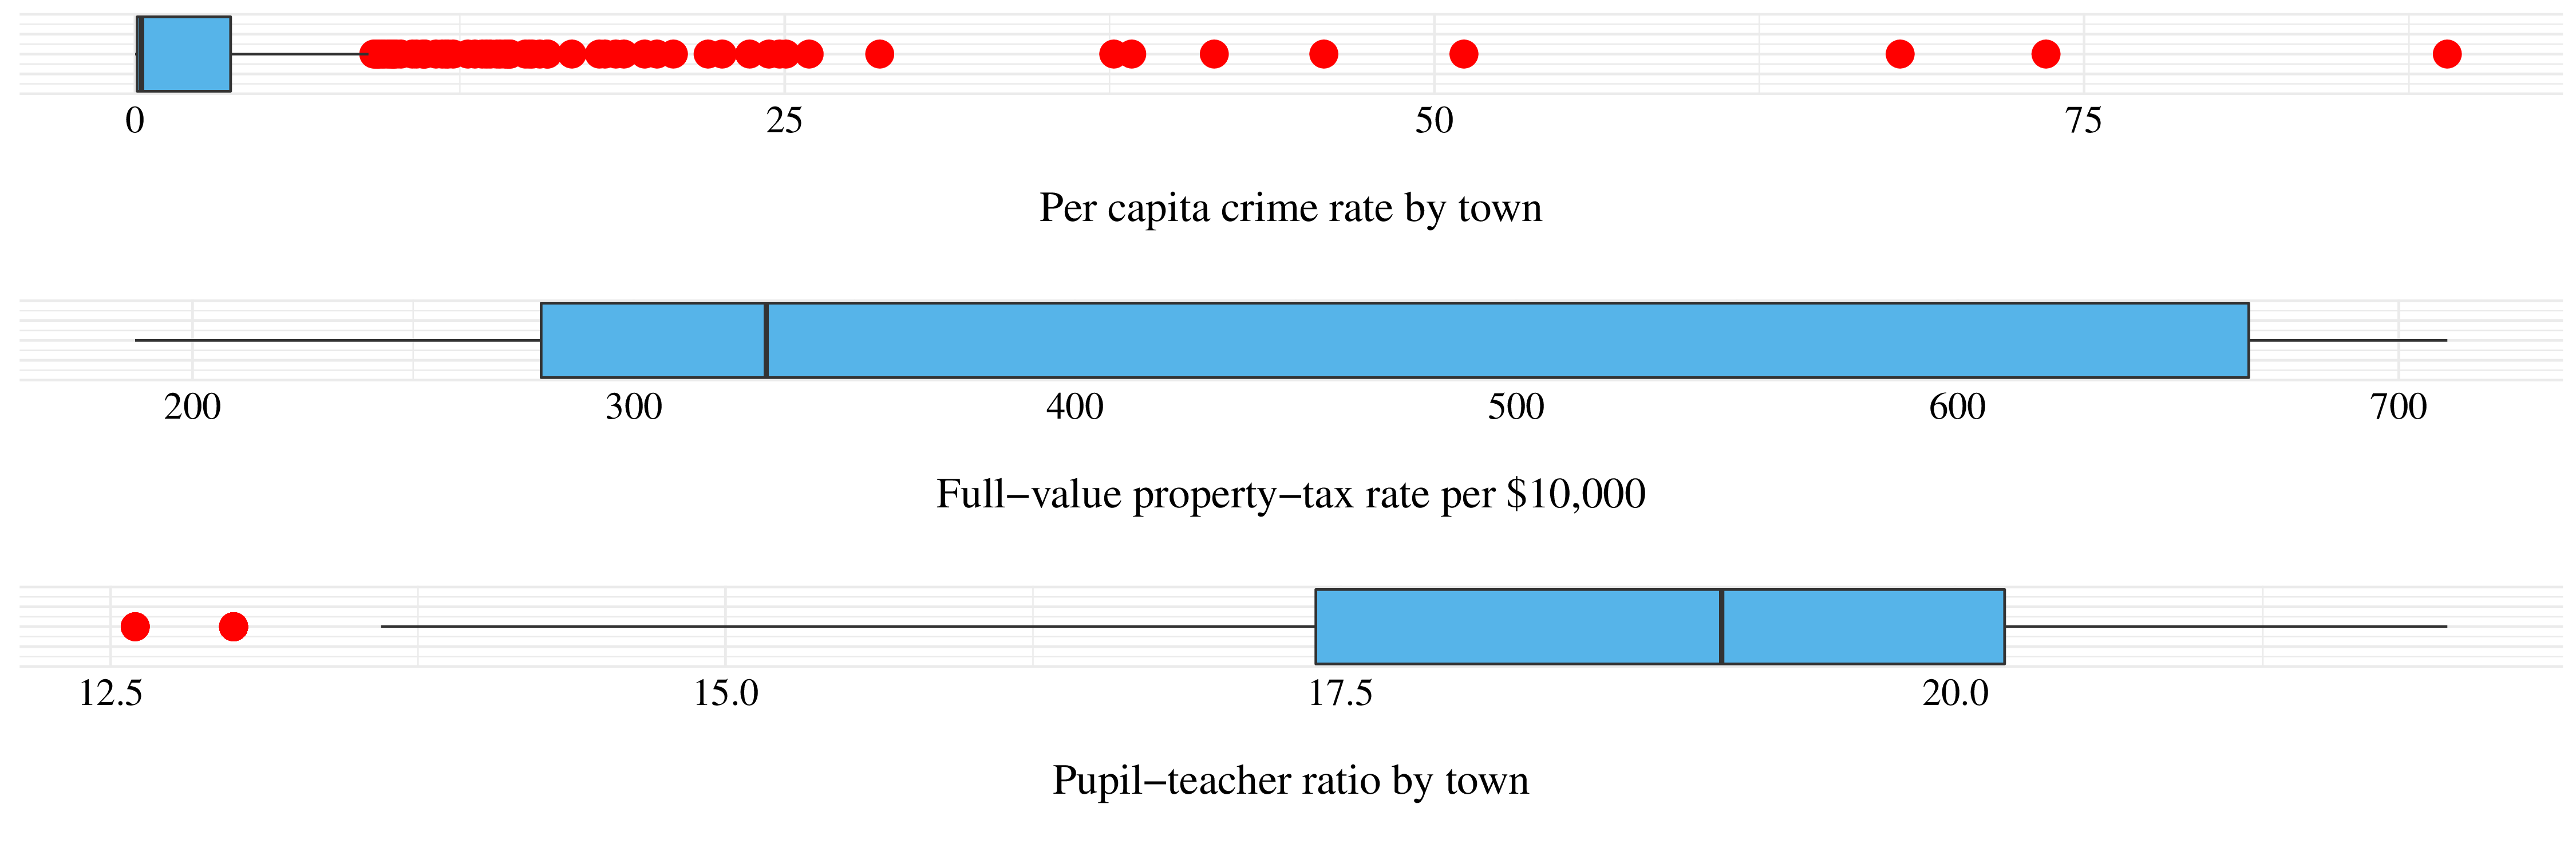 0 25 50 75
Per capita crime rate by town
200 300 400 500 600 700
Full−value property−tax rate per $10,000
12.5 15.0 17.5 20.0
Pupil−teacher ratio by town